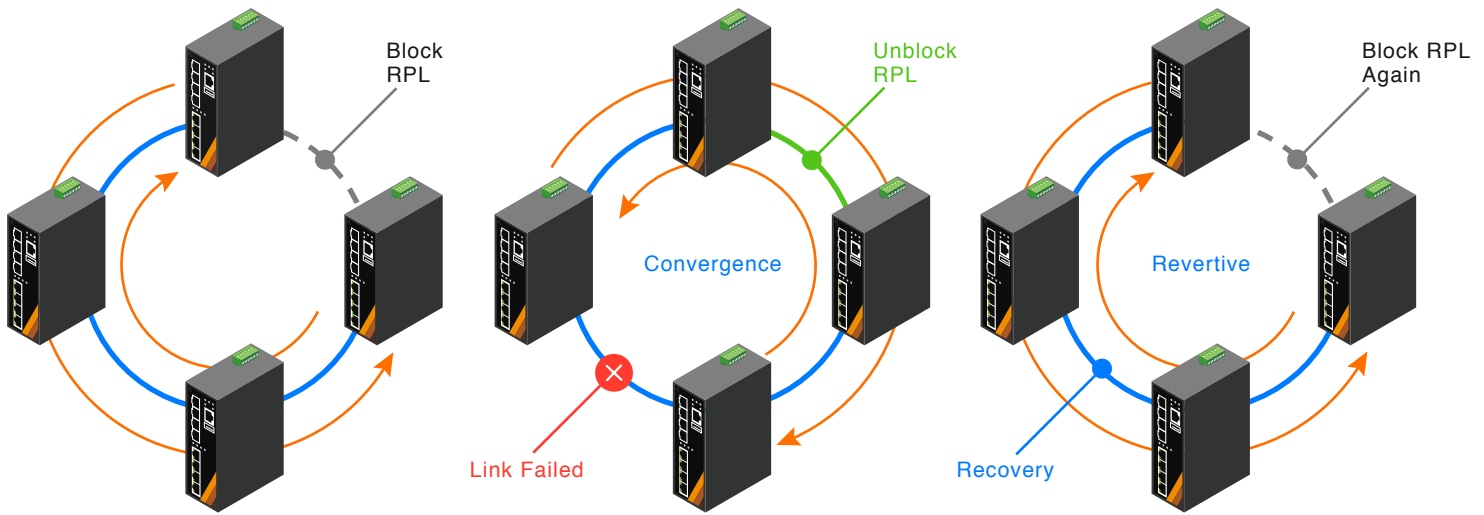 Block
RPL
Unblock
RPL
Convergence
Link Failed
Block RPL
Again
Revertive
Recovery